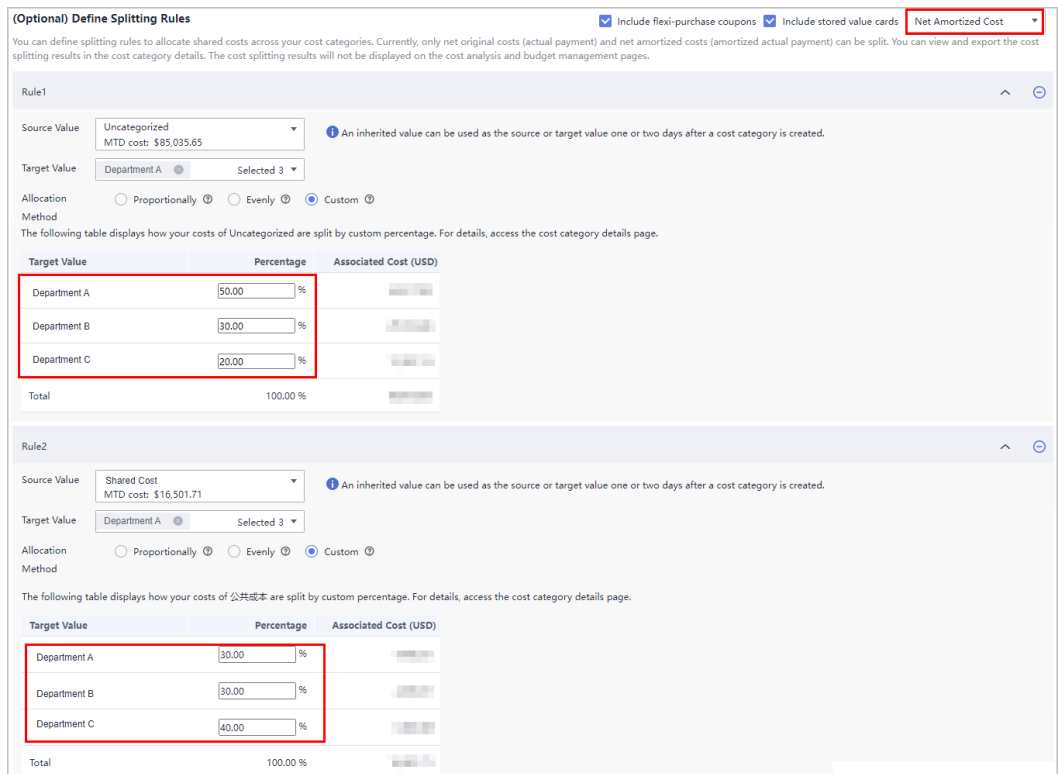 (Optional) Define Splitting Rules
Include flexi-purchase coupons Include stored value cards Net Amortized Cost
You can define splitting rules to allocate shared costs across your cost categories. Currently, only net original costs (actual payment) and net amortized costs (amortized actual payment) can be split. You can view and export the cost
splitting results in the cost category details. The cost splitting results will not be displayed on the cost analysis and budget management pages.
Rule1
Source Value Uncategorized
MTD cost: $85,035.65
An inherited value can be used as the source or target value one or two days after a cost category is created.
Target Value Department A Selected 3
Allocation Method Proportionally Evenly Custom
The following table displays how your costs of Uncategorized are split by custom percentage. For details, access the cost category details page.
Target Value Percentage Associated Cost (USD)
Department A 50.00 %
Department B 30.00 %
Department C 20.00 %
Total 100.00 %
Rule2
Source Value Shared Cost
MTD cost: $16,501.71
An inherited value can be used as the source or target value one or two days after a cost category is created.
Target Value Department A Selected 3
Allocation Method Proportionally Evenly Custom
The following table displays how your costs of 公共成本 are split by custom percentage. For details, access the cost category details page.
Target Value Percentage Associated Cost (USD)
Department A 30.00 %
Department B 30.00 %
Department C 40.00 %
Total 100.00 %